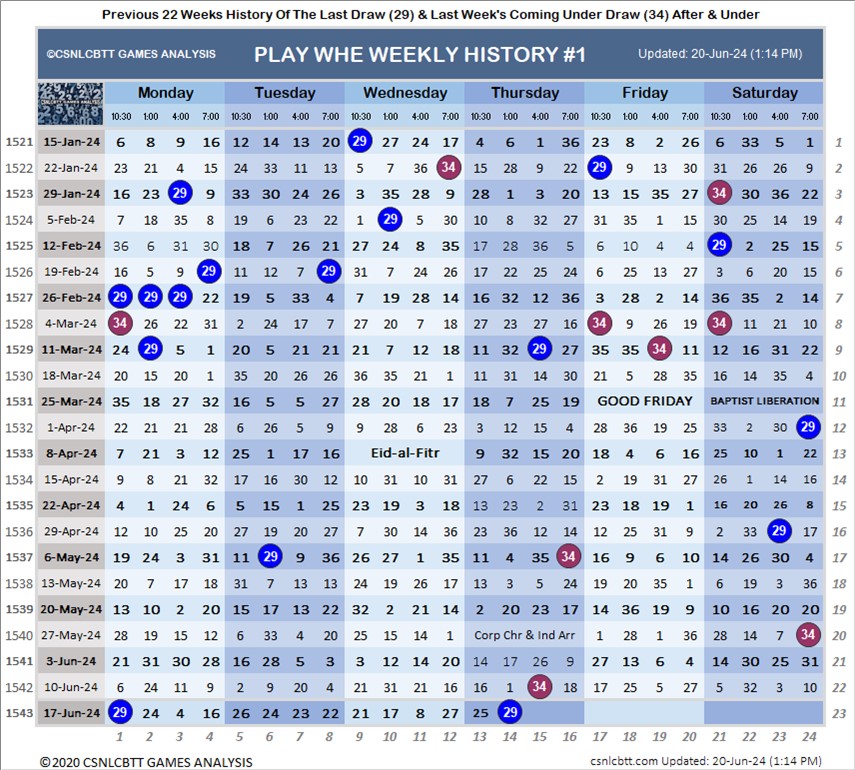 Previous 22 Weeks History Of The Last Draw (29) & Last Week's Coming Under Draw (34) After & Under
©CSNLCBTT GAMES ANALYSIS PLAY WHE WEEKLY HISTORY #1 Updated: 20-Jun-24 (1:14 PM)
Monday Tuesday Wednesday Thursday Friday Saturday
10:30 1:00 4:00 7:00 10:30 1:00 4:00 7:00 10:30 1:00 4:00 7:00 10:30 1:00 4:00 7:00 10:30 1:00 4:00 7:00 10:30 1:00 4:00 7:00
1521 15-Jan-24 6 8 9 16 12 14 13 20 29 27 24 17 4 6 1 36 23 8 2 26 6 33 5 1 1
1522 22-Jan-24 23 21 4 15 24 33 11 13 5 7 36 34 15 28 9 22 29 9 13 30 31 26 26 8 2
1523 29-Jan-24 16 23 29 9 33 30 24 26 3 35 28 9 28 1 3 20 13 15 35 27 34 30 36 22 3
1524 5-Feb-24 7 18 35 8 19 6 23 22 1 29 5 30 10 8 32 27 31 35 1 15 30 25 14 19 4
1525 12-Feb-24 36 6 31 30 18 7 26 21 27 24 8 35 17 28 36 5 6 10 4 4 29 2 25 15 5
1526 19-Feb-24 16 5 9 29 11 12 7 29 31 7 24 26 17 22 25 24 6 25 13 27 3 6 20 15 6
1527 26-Feb-24 29 29 29 22 19 5 33 4 7 19 28 14 16 32 12 36 3 28 2 14 36 35 2 14 7
1528 4-Mar-24 34 26 22 31 2 24 17 7 27 20 7 18 27 23 27 16 34 9 26 19 34 11 21 10 8
1529 11-Mar-24 24 29 5 1 20 7 21 21 21 7 12 18 11 32 29 27 35 35 34 11 12 16 31 22 9
1530 18-Mar-24 20 15 20 1 35 20 26 26 36 35 21 1 11 31 14 30 21 5 28 35 16 14 35 4 10
1531 25-Mar-24 35 18 27 32 16 5 5 27 28 20 18 17 18 7 25 19 GOOD FRIDAY BAPTIST LIBERATION 11
1532 1-Apr-24 22 21 21 28 6 26 5 9 9 28 6 23 3 12 15 4 28 36 19 25 33 2 30 29 12
1533 8-Apr-24 7 21 3 12 25 1 17 16 Eid-al-Fitr 9 32 15 20 18 4 6 16 25 10 1 22 13
1534 15-Apr-24 9 8 21 32 17 16 30 12 10 31 10 31 27 6 22 15 2 19 31 27 26 1 14 16 14
1535 22-Apr-24 4 1 24 6 5 15 1 25 23 19 3 18 13 23 2 31 23 18 19 1 16 20 26 8 15
1536 29-Apr-24 12 10 25 20 27 19 20 27 7 30 14 36 23 36 12 14 12 25 31 9 2 33 29 17 16
1537 6-May-24 19 24 3 31 11 29 9 36 26 27 1 35 11 4 35 34 16 9 6 10 14 26 30 4 17
1538 13-May-24 20 7 17 18 31 7 13 13 24 19 26 17 13 3 5 24 19 20 35 1 6 19 3 36 18
1539 20-May-24 13 10 2 20 15 17 13 22 32 2 21 14 2 20 23 17 14 36 19 9 10 16 20 20 19
1540 27-May-24 28 19 15 12 6 33 4 20 25 15 14 1 Corp Chr & Ind Arr 1 28 1 36 28 14 7 34 20
1541 3-Jun-24 21 31 30 28 16 28 5 3 3 12 14 20 14 17 26 9 27 13 6 4 14 30 25 31 21
1542 10-Jun-24 6 24 11 9 2 9 20 4 21 31 21 16 16 1 34 18 17 25 5 27 5 32 3 10 22
1543 17-Jun-24 29 24 4 16 26 24 23 22 21 17 8 27 25 29 23
1 2 3 4 5 6 7 8 9 10 11 12 13 14 15 16 17 18 19 20 21 22 23 24
©2020 CSNLCBTT GAMES ANALYSIS csnlcbtt.com Updated: 20-Jun-24 (1:14 PM)